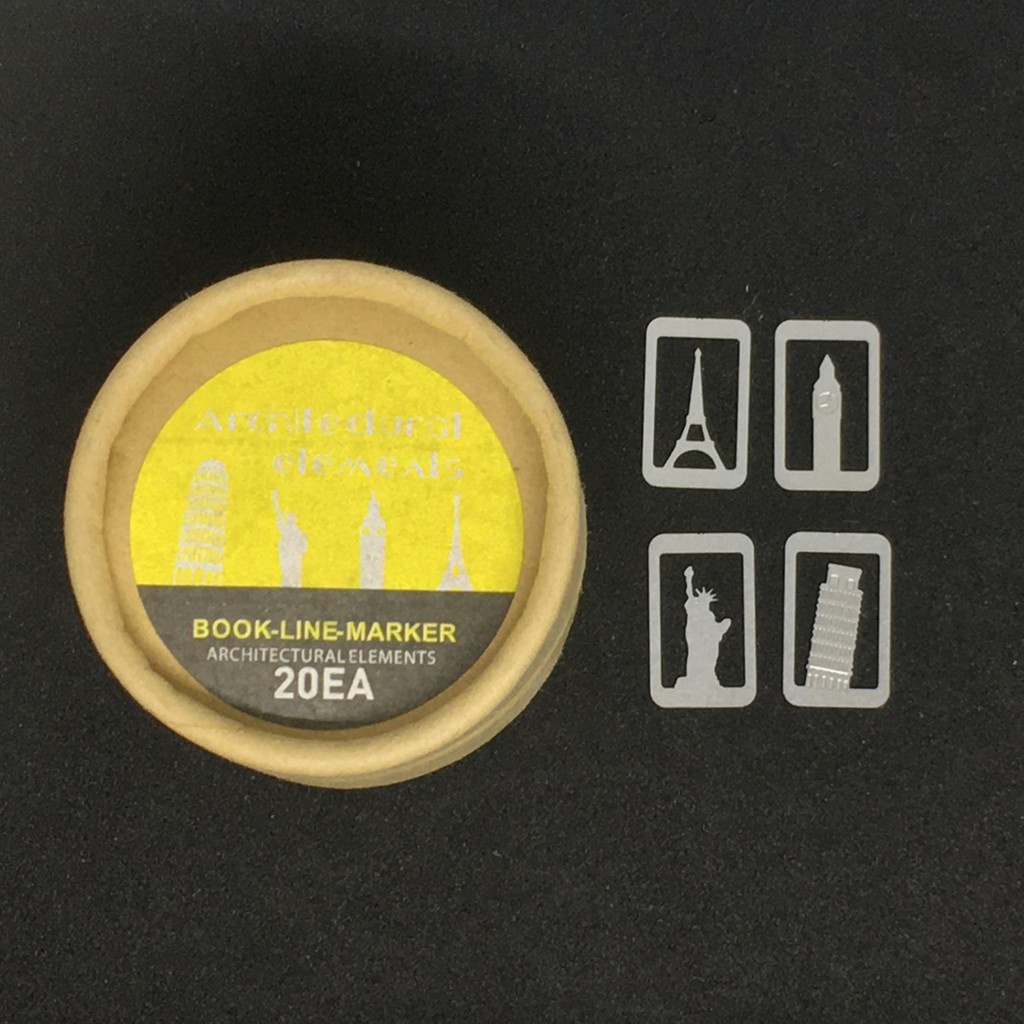 Architectural
elements
BOOK-LINE-MARKER
ARCHITECTURAL ELEMENTS
20EA